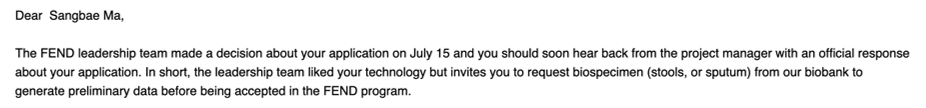 Dear  Sangbae Ma,
The FEND leadership team made a decision about your application on July 15 and you should soon hear back from the project manager with an official response
about your application. In short, the leadership team liked your technology but invites you to request biospecimen (stools, or sputum) from our biobank to
generate preliminary data before being accepted in the FEND program.